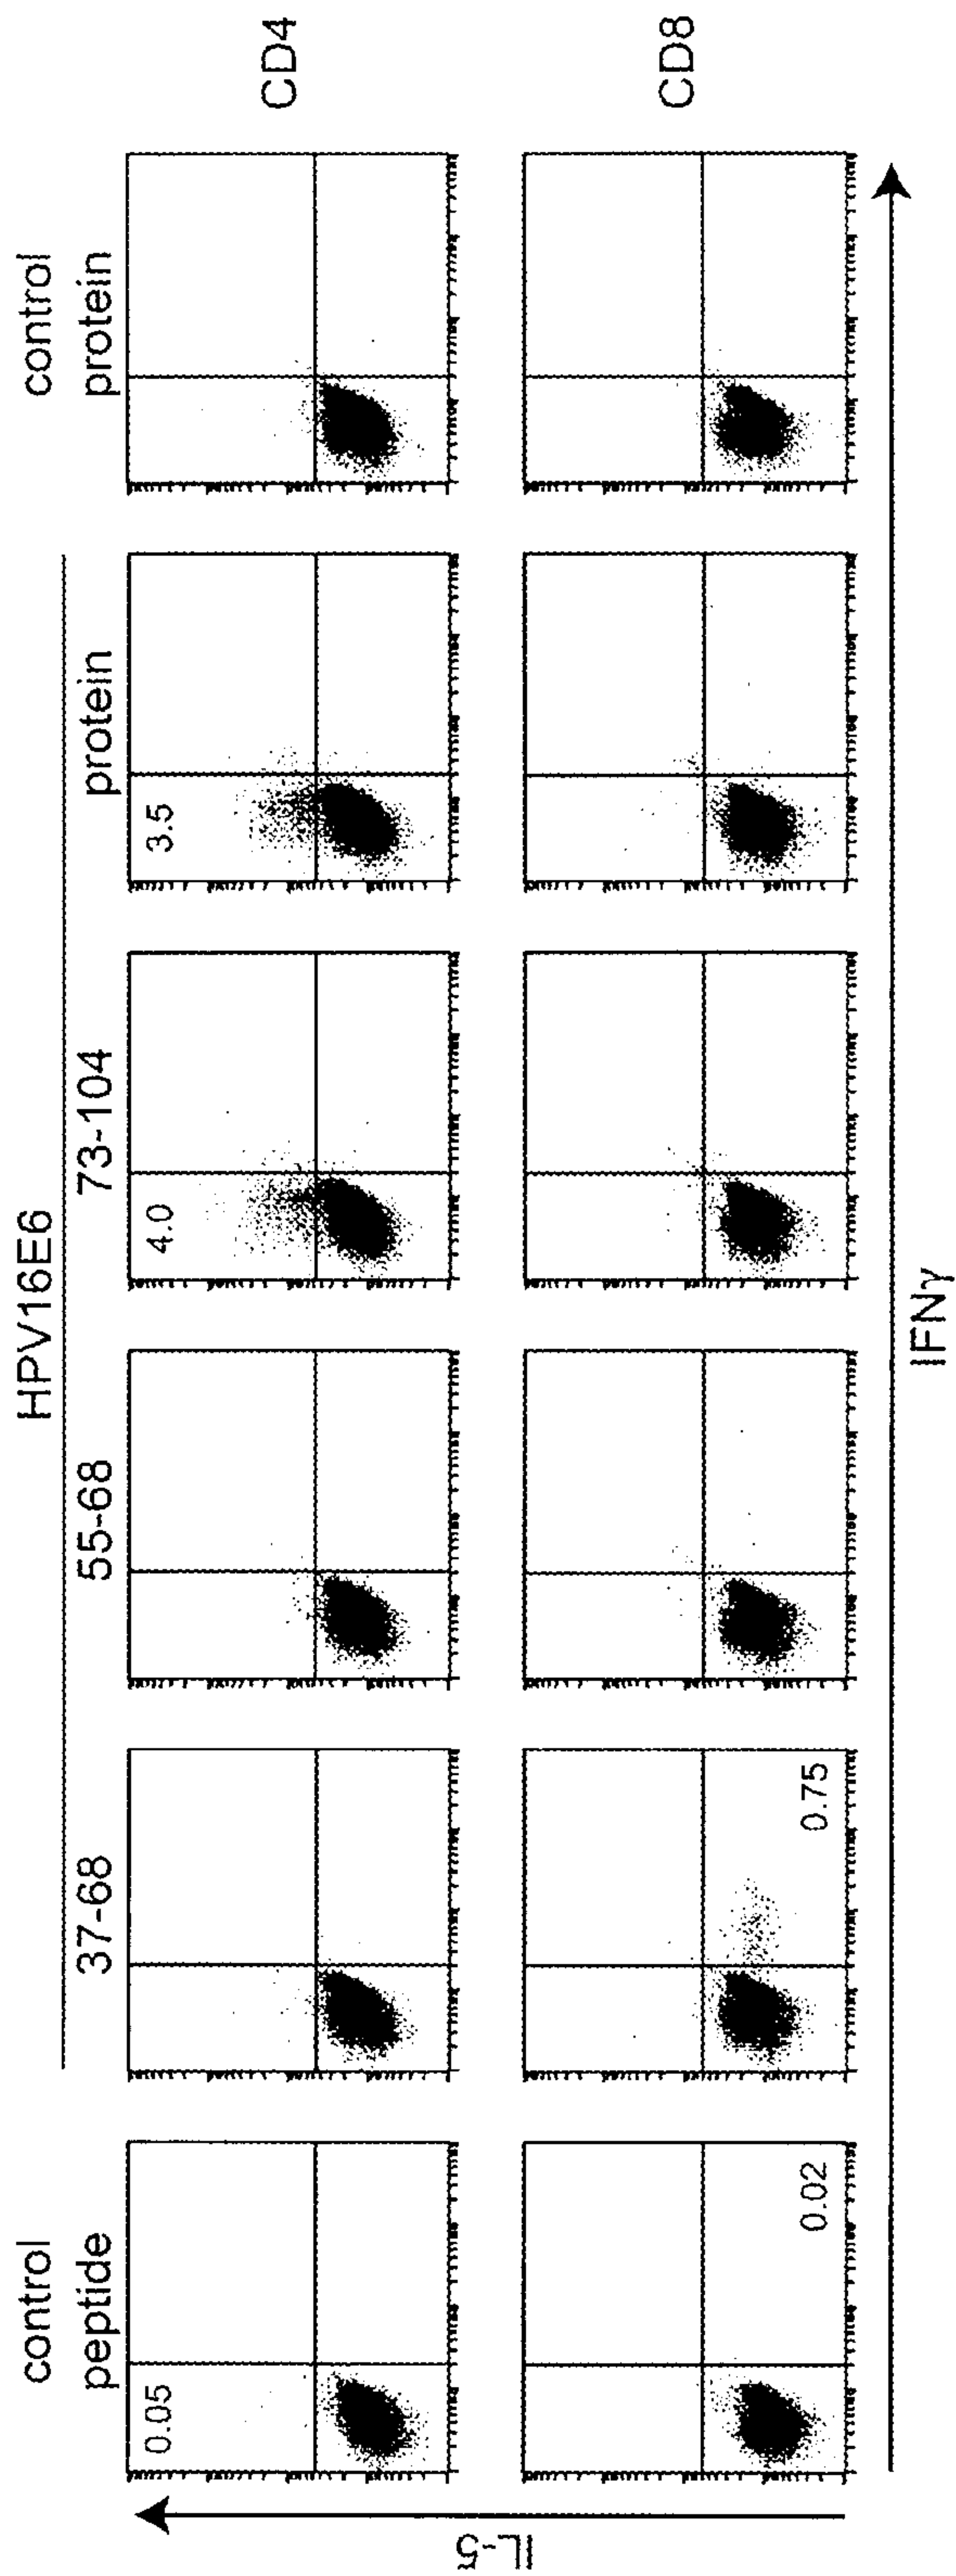 HPV16E6
control
peptide
37-68
55-68
73-104
protein
control
protein
0.05
4.0
3.5
CD4
0.02
0.75
CD8
IL-5
IFNγ